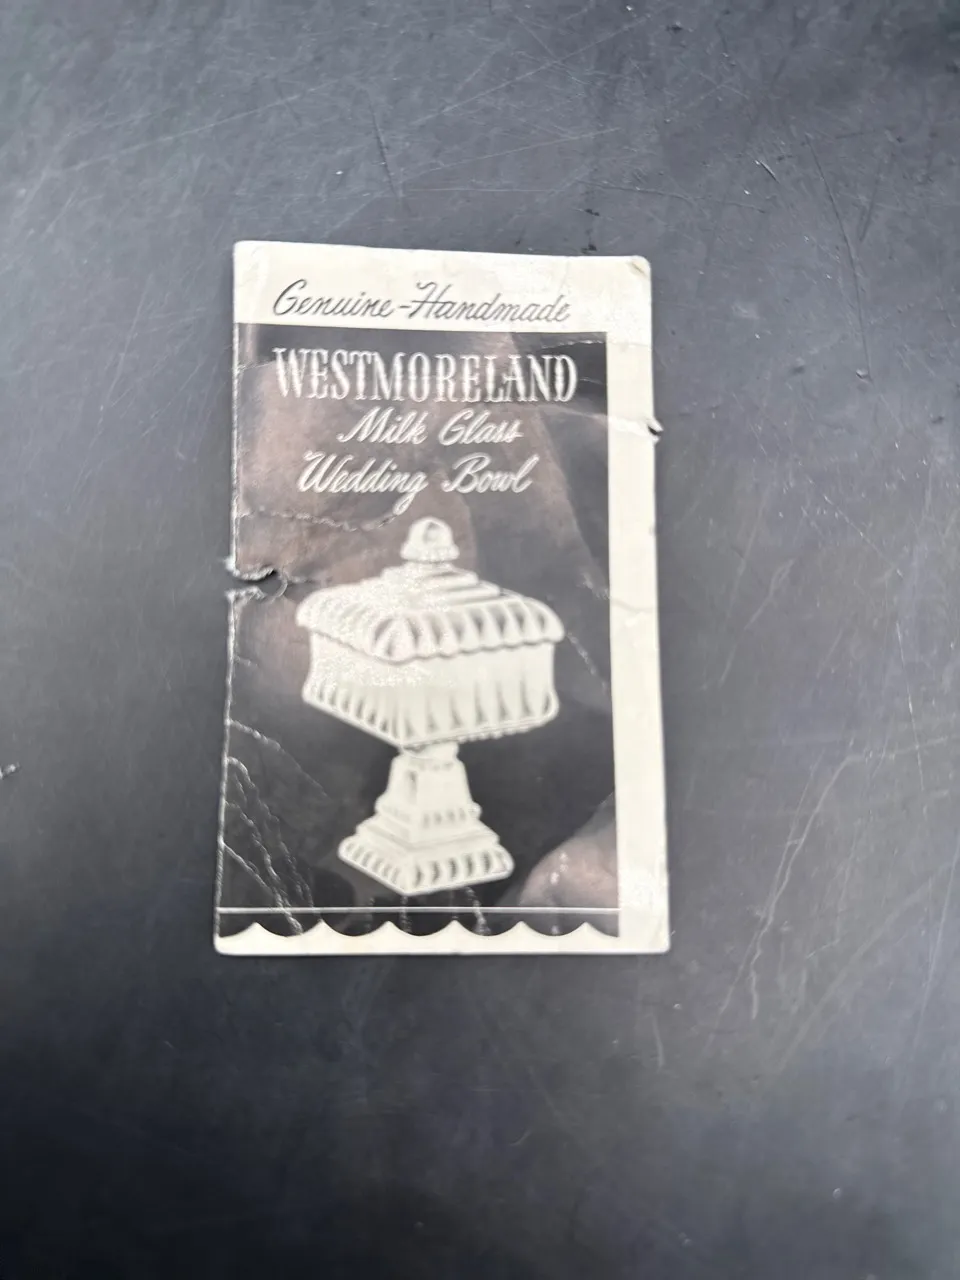 Genuine-Handmade
WESTMORELAND
Milk Glass
Wedding Bowl